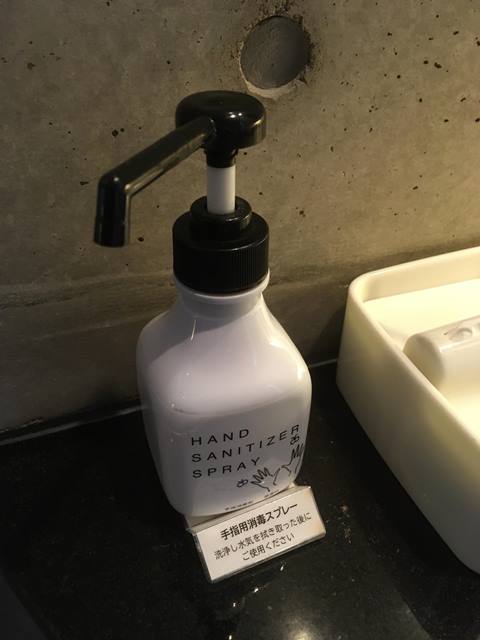 HAND
SANITIZER
SPRAY
手指用消毒スプレー
洗浄し水気を拭き取った後に
ご使用ください